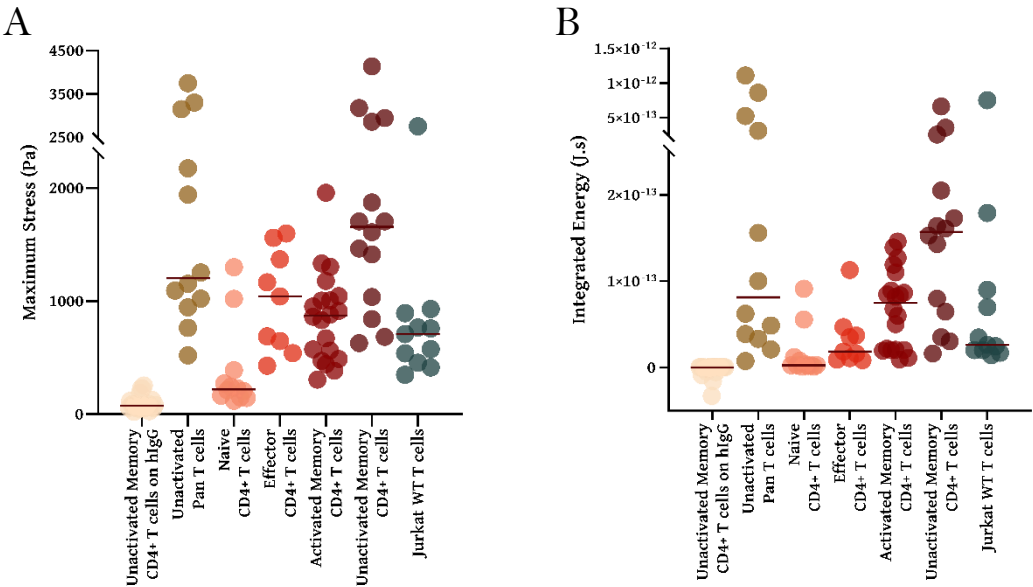 A
Maximum Stress (Pa)
4500
3500
2500
2000
1000
0
Unactivated Memory
CD4+ T cells on hIgG
Unactivated
Pan T cells
Naive
CD4+ T cells
Effector
CD4+ T cells
Activated Memory
CD4+ T cells
Unactivated Memory
CD4+ T cells
Jurkat WT T cells
B
Integrated Energy (J.s)
1.5×10⁻¹²
1×10⁻¹²
5×10⁻¹³
2×10⁻¹³
1×10⁻¹³
0
Unactivated Memory
CD4+ T cells on hIgG
Unactivated
Pan T cells
Naive
CD4+ T cells
Effector
CD4+ T cells
Activated Memory
CD4+ T cells
Unactivated Memory
CD4+ T cells
Jurkat WT T cells